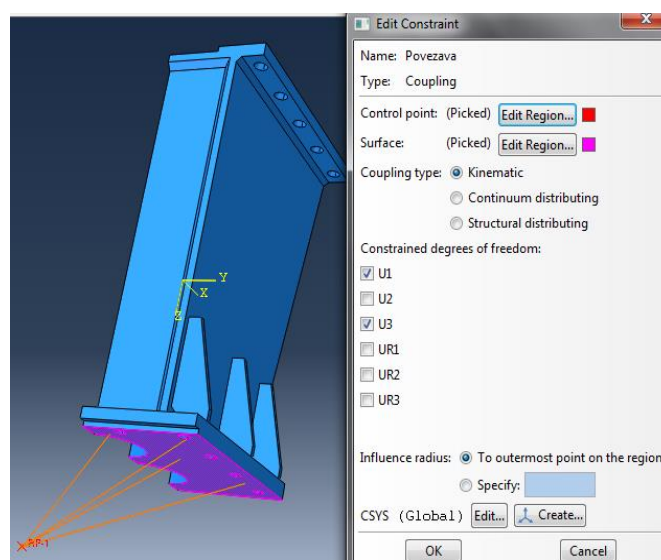 Edit Constraint
Name: Povezava
Type: Coupling
Control point: (Picked) Edit Region...
Surface: (Picked) Edit Region...
Coupling type: Kinematic
Continuum distributing
Structural distributing
Constrained degrees of freedom:
U1
U2
U3
UR1
UR2
UR3
Influence radius: To outermost point on the region
Specify:
CSYS (Global) Edit... Create...
OK Cancel
Y
X
Z
RP-1